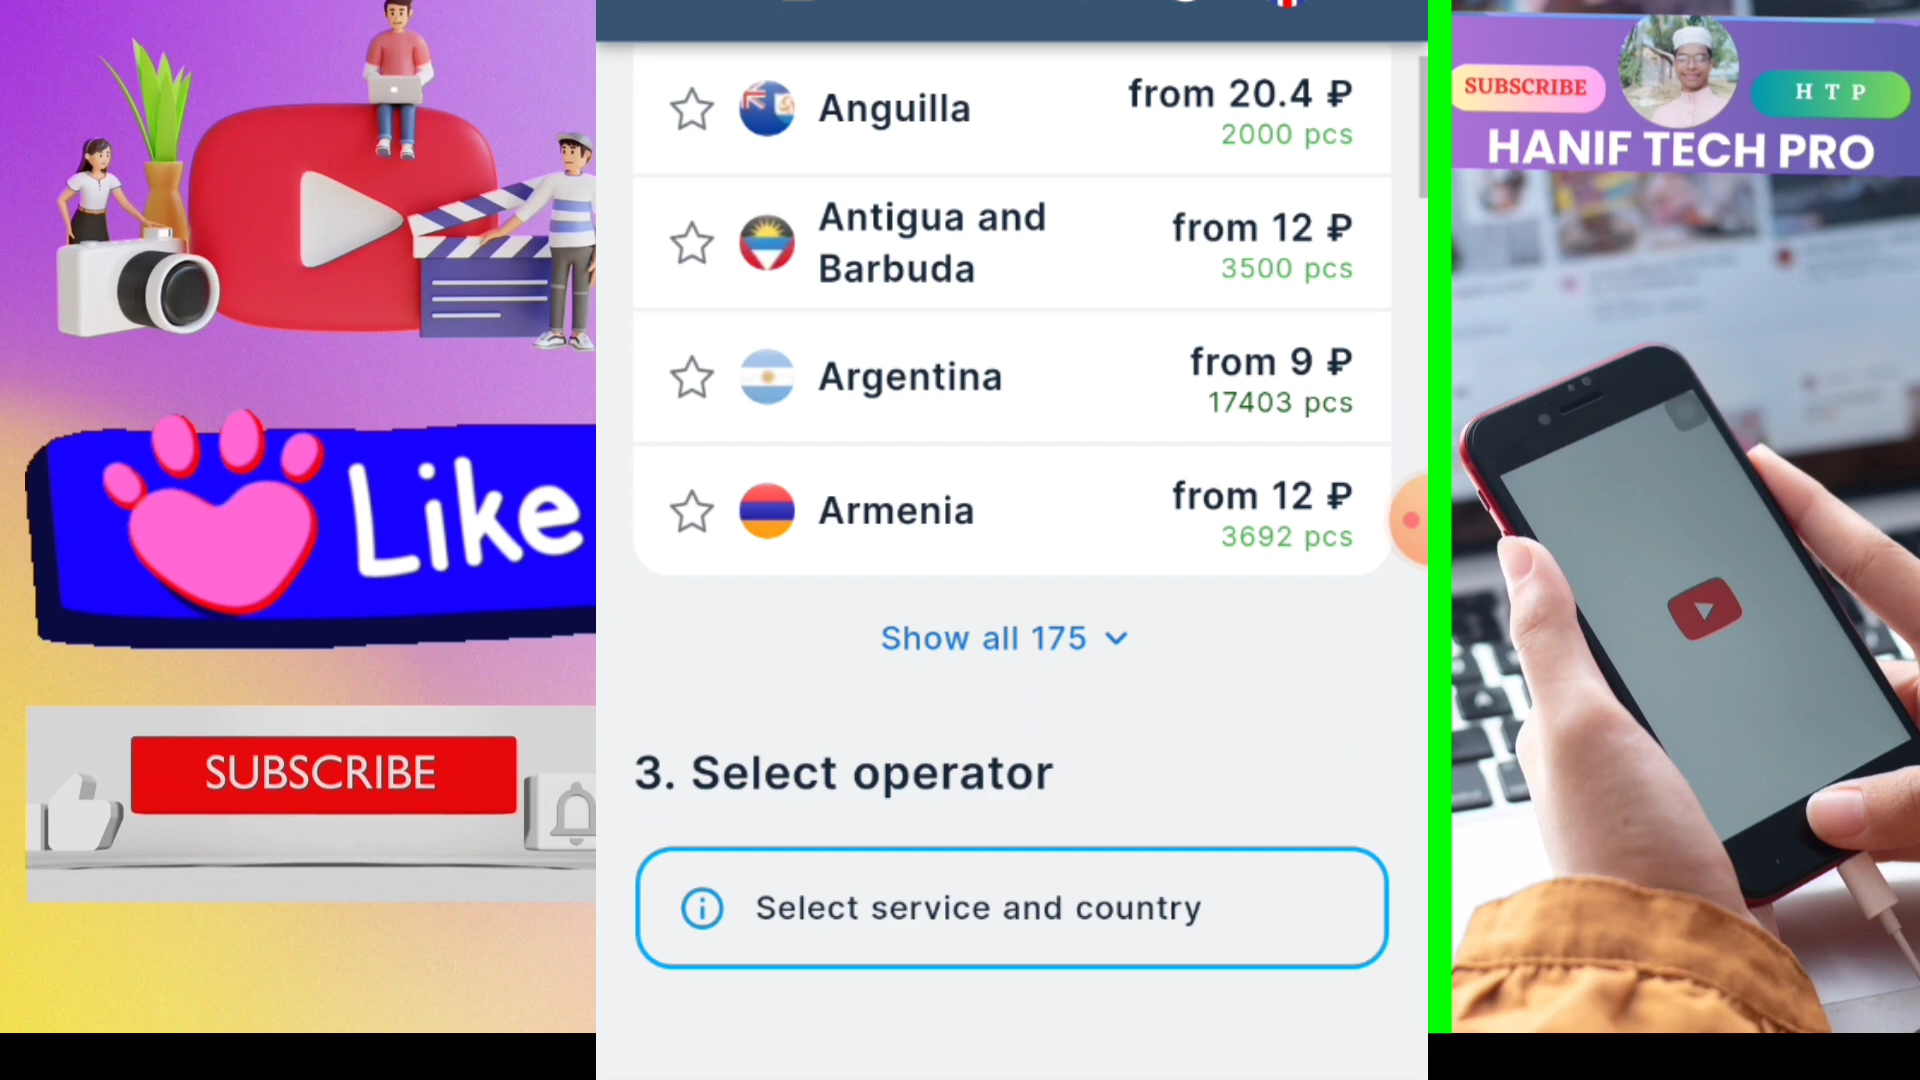 Like
SUBSCRIBE
Anguilla
from 20.4 ₽
2000 pcs
Antigua and
Barbuda
from 12 ₽
3500 pcs
Argentina
from 9 ₽
17403 pcs
Armenia
from 12 ₽
3692 pcs
Show all 175
3. Select operator
Select service and country
SUBSCRIBE
H T P
HANIF TECH PRO